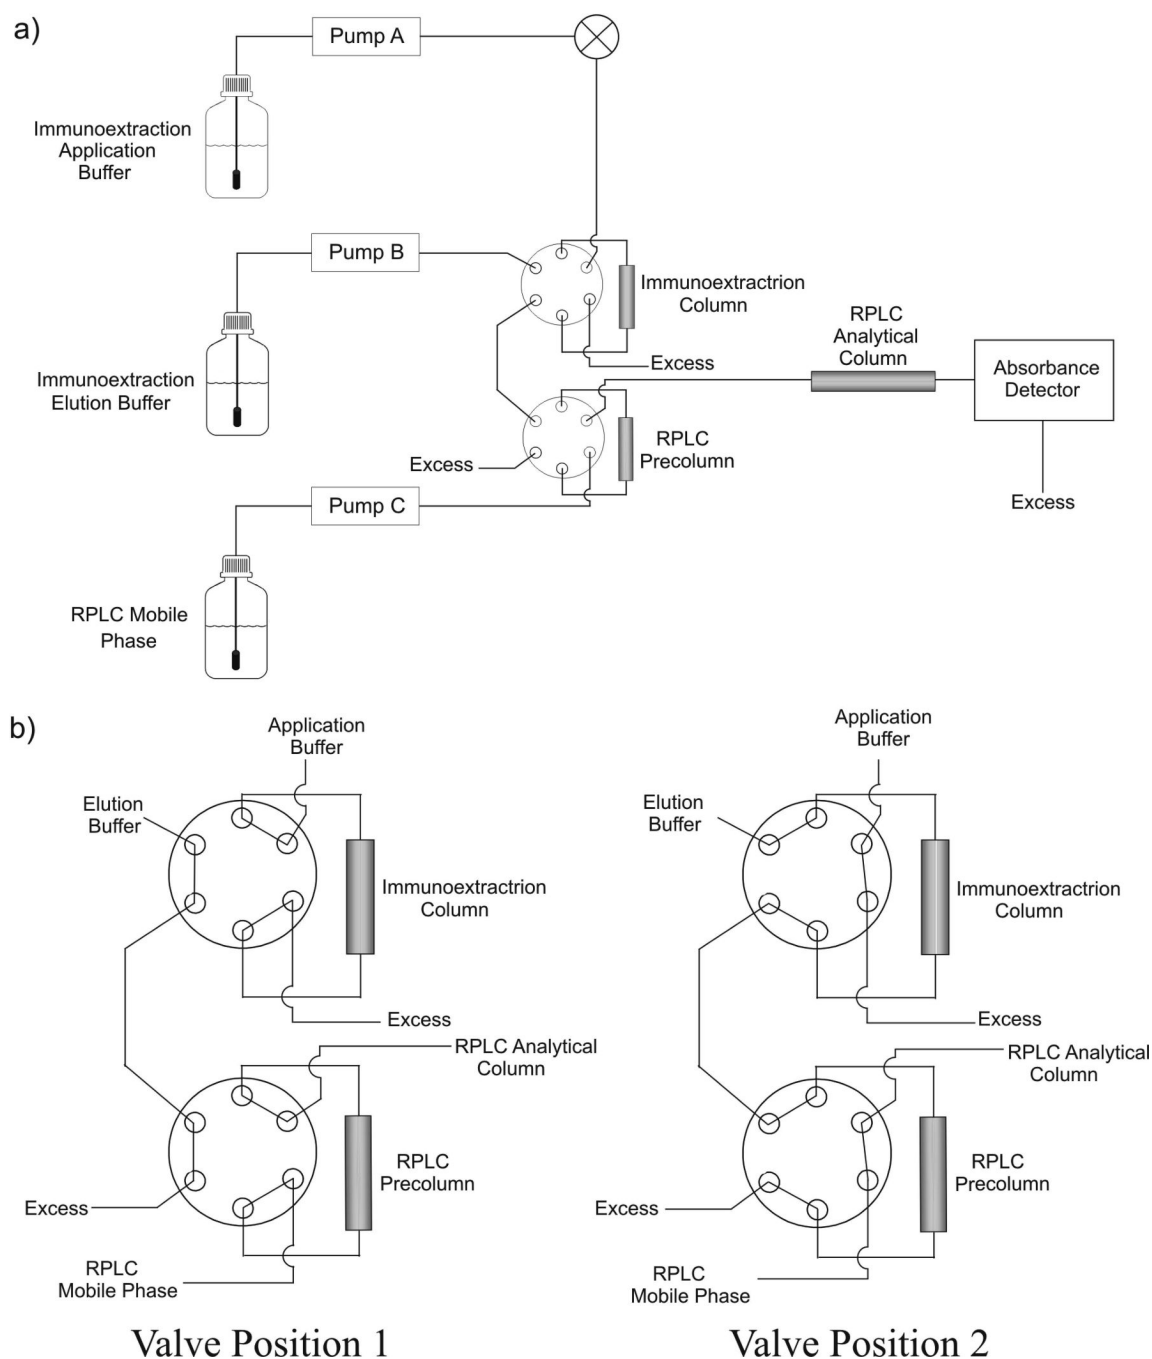 a)
Pump A
Immunoextraction
Application
Buffer
Pump B
Immunoextractrion
Column
RPLC
Analytical
Column
Absorbance
Detector
Immunoextraction
Elution Buffer
Excess
RPLC
Precolumn
Excess
Pump C
Excess
RPLC Mobile
Phase
b)
Application
Buffer
Elution
Buffer
Immunoextractrion
Column
Excess
RPLC Analytical
Column
RPLC
Precolumn
Excess
RPLC
Mobile Phase
Valve Position 1
Application
Buffer
Elution
Buffer
Immunoextractrion
Column
Excess
RPLC Analytical
Column
RPLC
Precolumn
Excess
RPLC
Mobile Phase
Valve Position 2